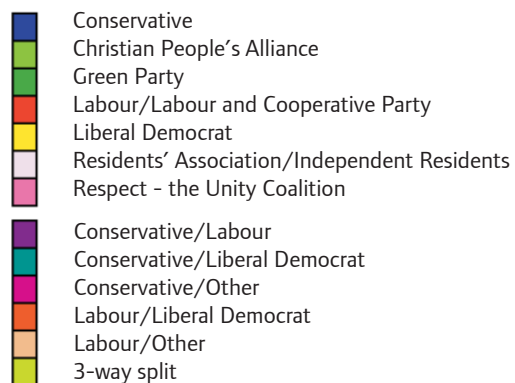 Conservative
Christian People′s Alliance
Green Party
Labour/Labour and Cooperative Party
Liberal Democrat
Residents′ Association/Independent Residents
Respect - the Unity Coalition
Conservative/Labour
Conservative/Liberal Democrat
Conservative/Other
Labour/Liberal Democrat
Labour/Other
3-way split